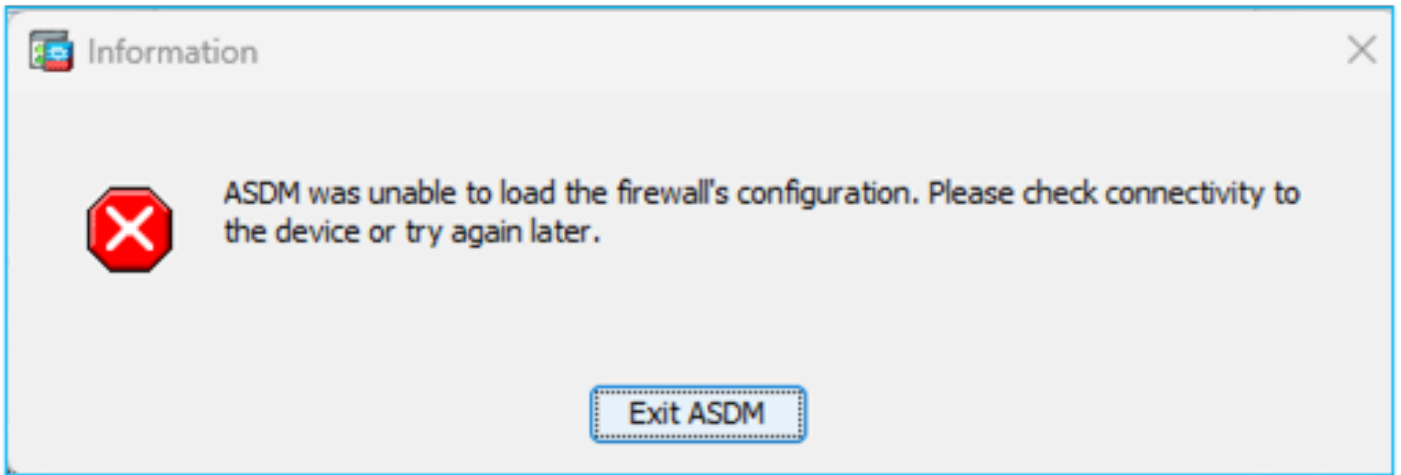 Information
ASDM was unable to load the firewall's configuration. Please check connectivity to
the device or try again later.
Exit ASDM